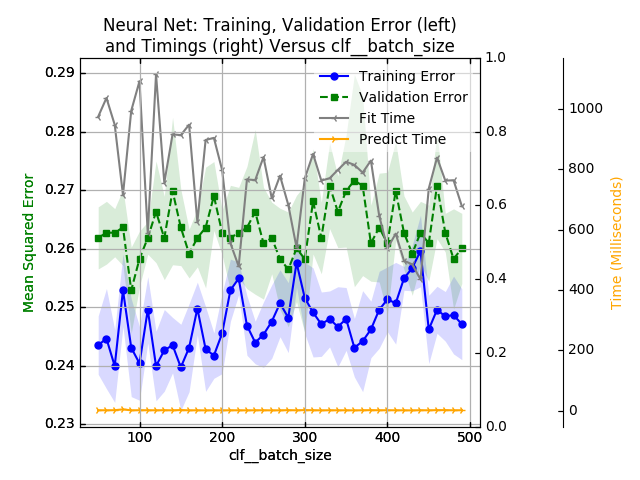 Neural Net: Training, Validation Error (left)
and Timings (right) Versus clf__batch_size
Training Error
Validation Error
Fit Time
Predict Time
Mean Squared Error
0.29
0.28
0.27
0.26
0.25
0.24
0.23
100
200
300
400
500
clf__batch_size
1.0
0.8
0.6
0.4
0.2
0.0
1000
800
600
400
200
0
Time (Milliseconds)